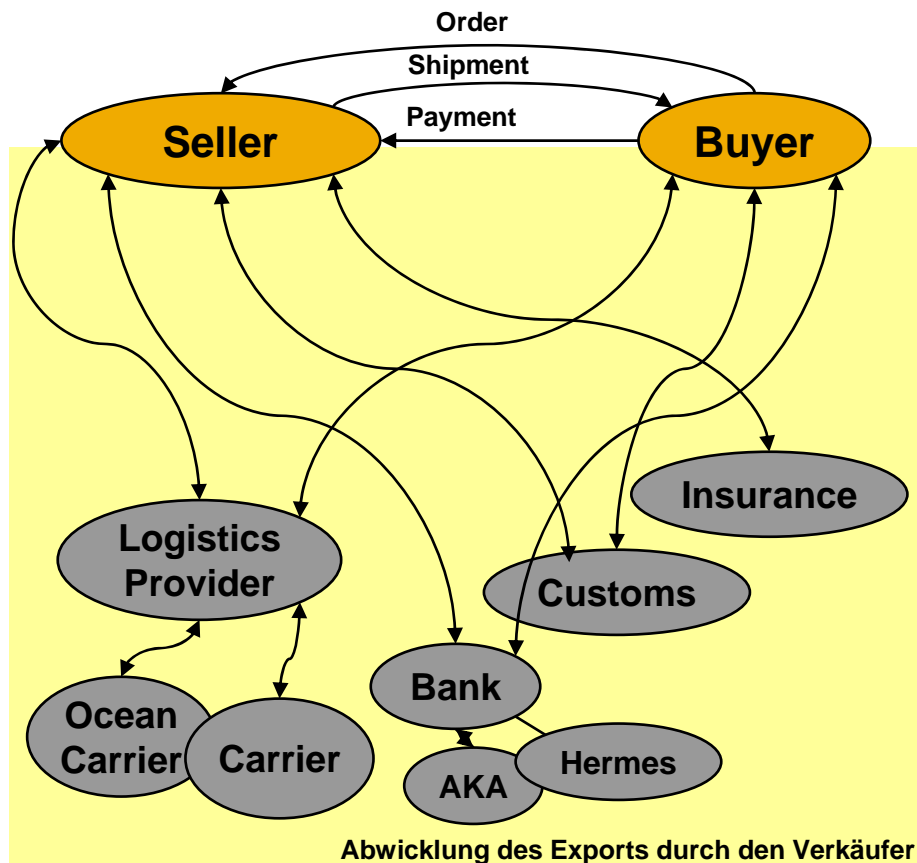 Order
Shipment
Payment
Seller
Buyer
Insurance
Logistics
Provider
Customs
Bank
Ocean
Carrier
Carrier
Hermes
AKA
Abwicklung des Exports durch den Verkäufer